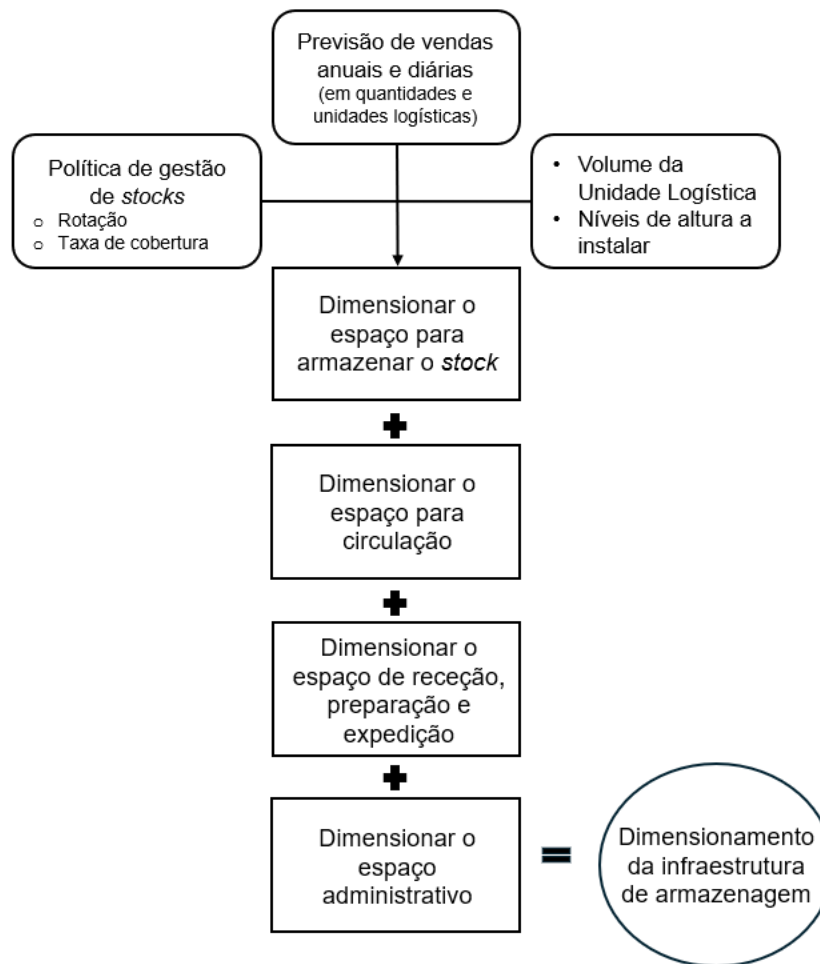 Previsão de vendas
anuais e diárias
(em quantidades e
unidades logísticas)
Política de gestão
de stocks
o Rotação
o Taxa de cobertura
• Volume da
Unidade Logística
• Níveis de altura a
instalar
Dimensionar o
espaço para
armazenar o stock
+
Dimensionar o
espaço para
circulação
+
Dimensionar o
espaço de receção,
preparação e
expedição
+
Dimensionar o
espaço
administrativo
=
Dimensionamento
da infraestrutura
de armazenagem